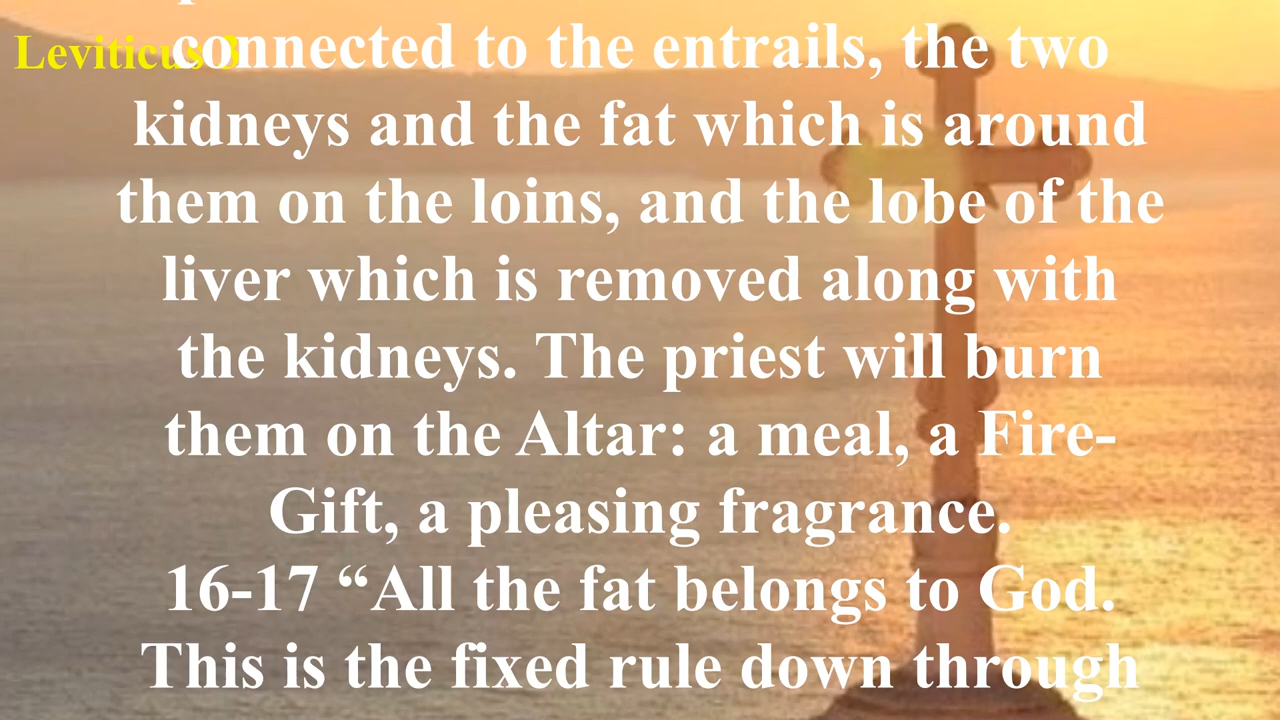 Leviticus 3
connected to the entrails, the two
kidneys and the fat which is around
them on the loins, and the lobe of the
liver which is removed along with
the kidneys. The priest will burn
them on the Altar: a meal, a Fire-
Gift, a pleasing fragrance.
16-17 “All the fat belongs to God.
This is the fixed rule down through